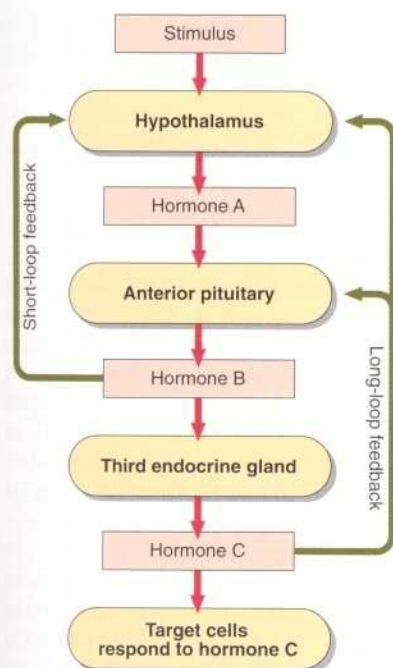 Stimulus
Hypothalamus
Short-loop feedback
Hormone A
Anterior pituitary
Hormone B
Long-loop feedback
Third endocrine gland
Hormone C
Target cells
respond to hormone C